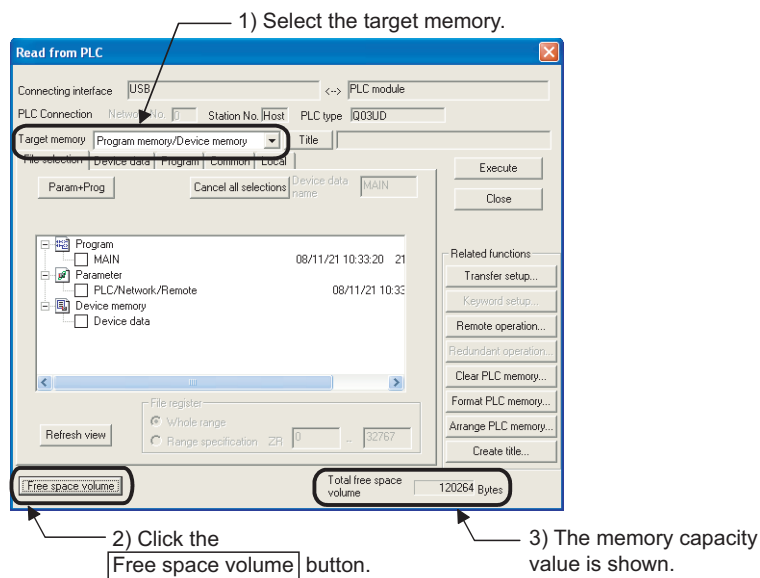 1) Select the target memory.
Read from PLC
Connecting interface USB <--> PLC module
PLC Connection Network No. 0 Station No. Host PLC type Q03UD
Target memory Program memory/Device memory Title
File selection Device data Program Common Local
Execute
Param+Prog Cancel all selections Device data name MAIN
Close
Program
MAIN 08/11/21 10:33:20 21
Parameter
PLC/Network/Remote 08/11/21 10:33
Device memory
Device data
Related functions
Transfer setup...
Keyword setup...
Remote operation...
Redundant operation...
Clear PLC memory...
Format PLC memory...
Arrange PLC memory...
Create title...
File register
Whole range
Range specification ZR 0 .. 32767
Refresh view
Free space volume
Total free space volume 120264 Bytes
2) Click the
Free space volume button.
3) The memory capacity
value is shown.